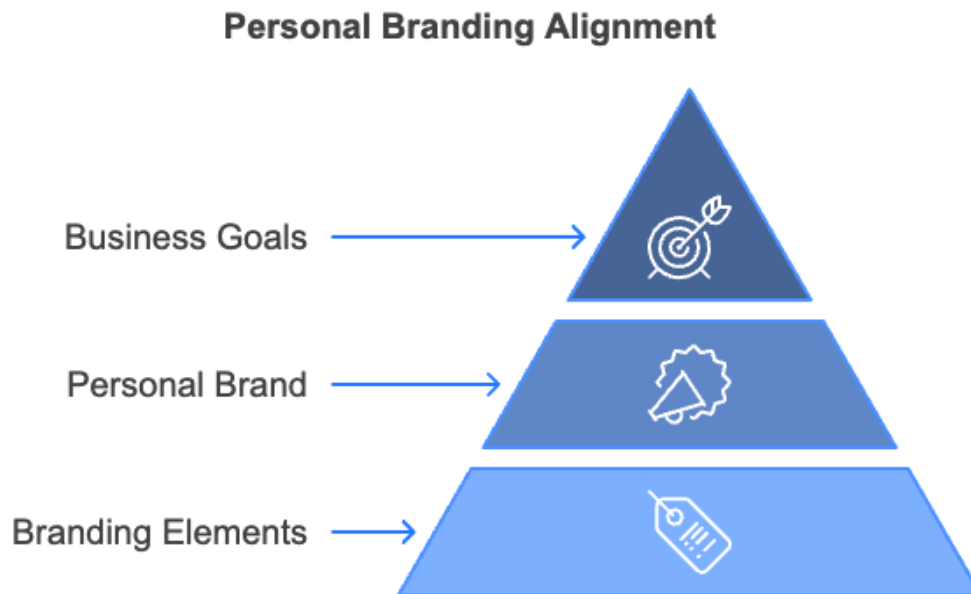 Personal Branding Alignment
Business Goals
Personal Brand
Branding Elements